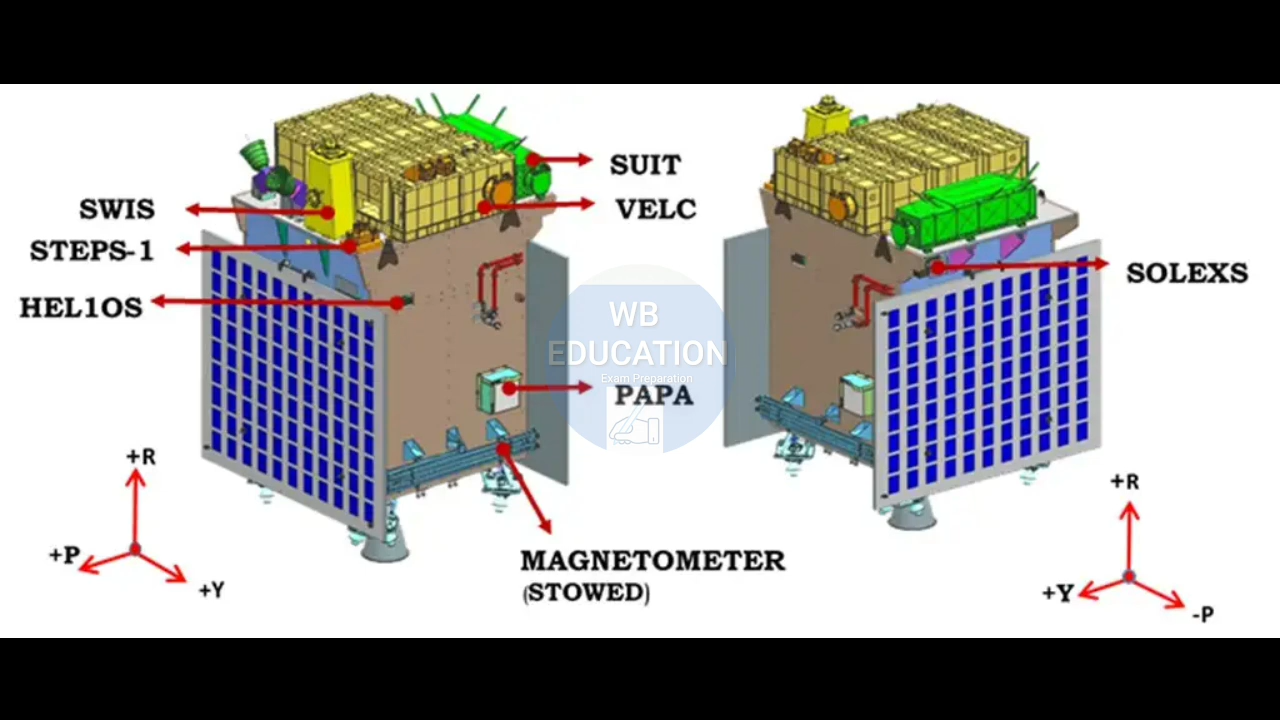 SUIT
SWIS
VELC
STEPS-1
SOLEXS
HEL1OS
WB
EDUCATION
Exam Preparation
PAPA
+R
+R
+P
+Y
MAGNETOMETER
(STOWED)
+Y
-P